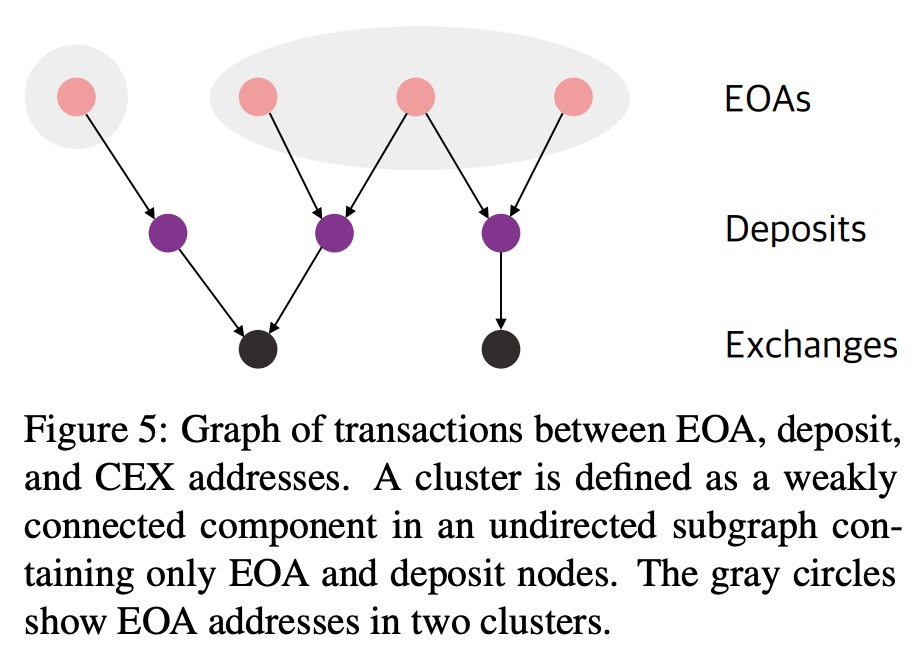 EOAs
Deposits
Exchanges
Figure 5: Graph of transactions between EOA, deposit,
and CEX addresses. A cluster is defined as a weakly
connected component in an undirected subgraph con-
taining only EOA and deposit nodes. The gray circles
show EOA addresses in two clusters.